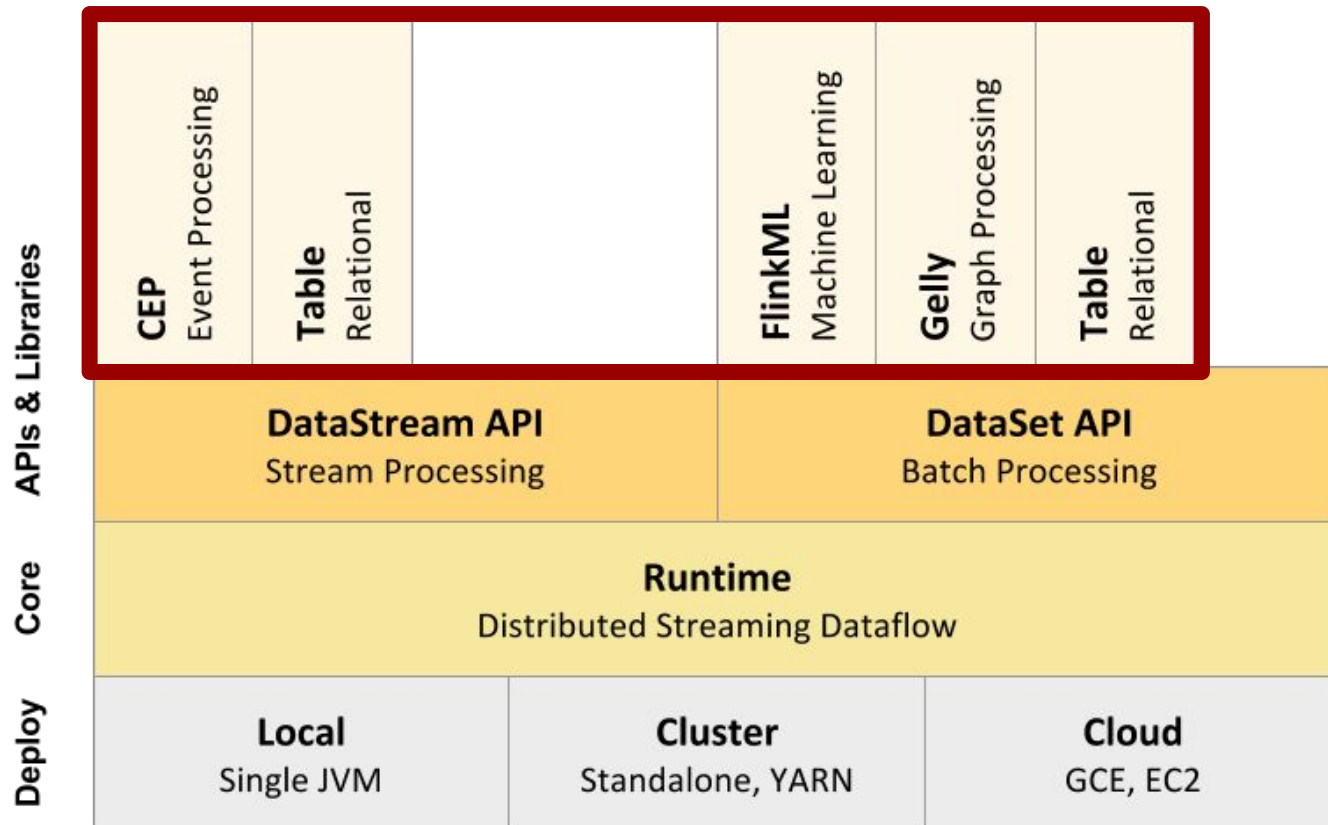 APIs & Libraries
CEP
Event Processing
Table
Relational
FlinkML
Machine Learning
Gelly
Graph Processing
Table
Relational
DataStream API
Stream Processing
DataSet API
Batch Processing
Core
Runtime
Distributed Streaming Dataflow
Deploy
Local
Single JVM
Cluster
Standalone, YARN
Cloud
GCE, EC2